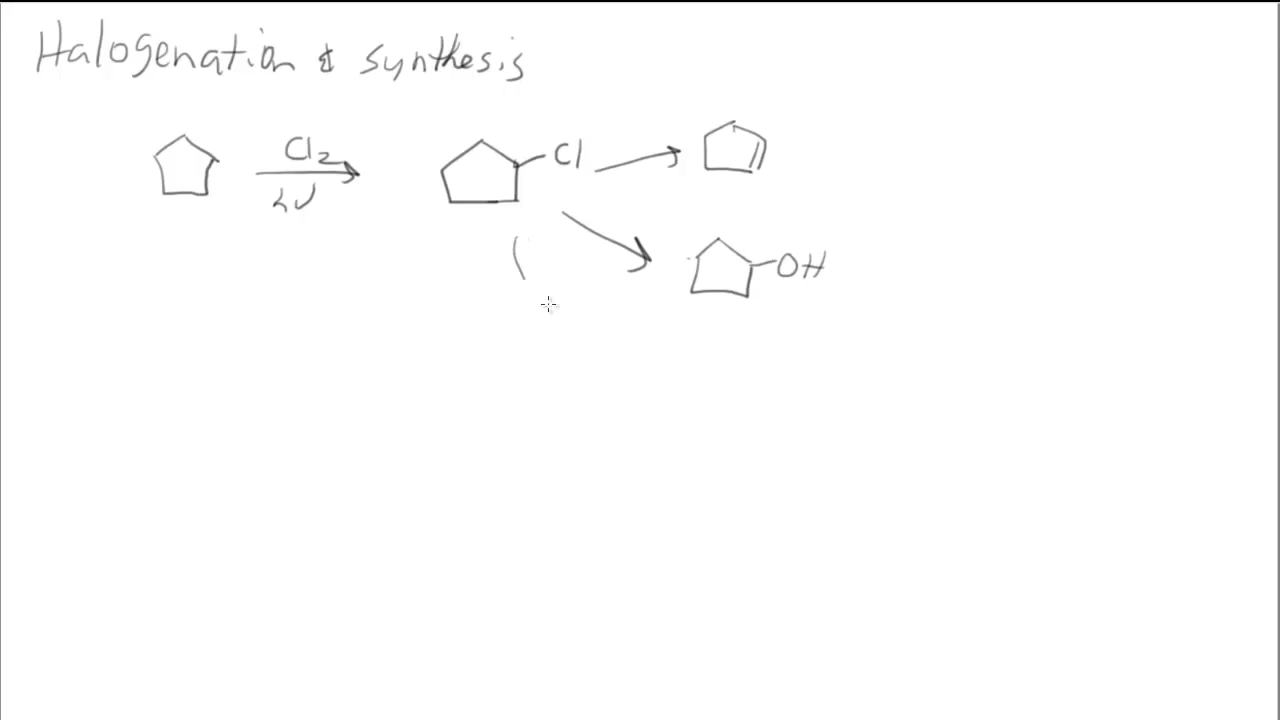 Halogenation & synthesis
Cl2
hν
Cl
OH